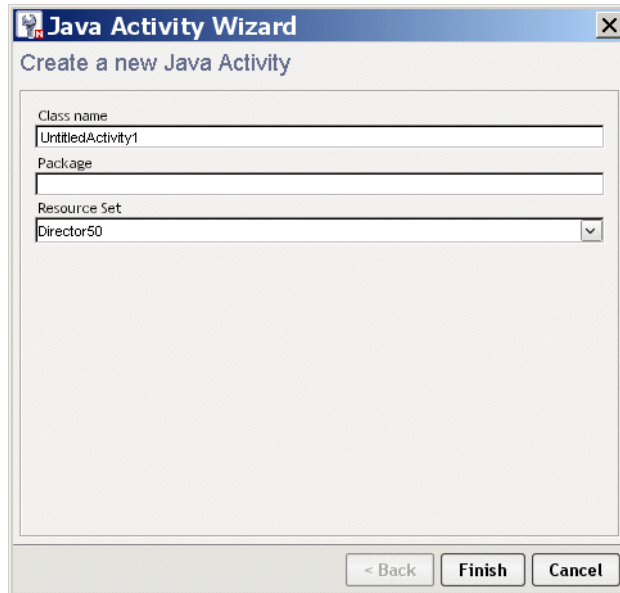 Java Activity Wizard
Create a new Java Activity
Class name
UntitledActivity1
Package
Resource Set
Director50
< Back Finish Cancel